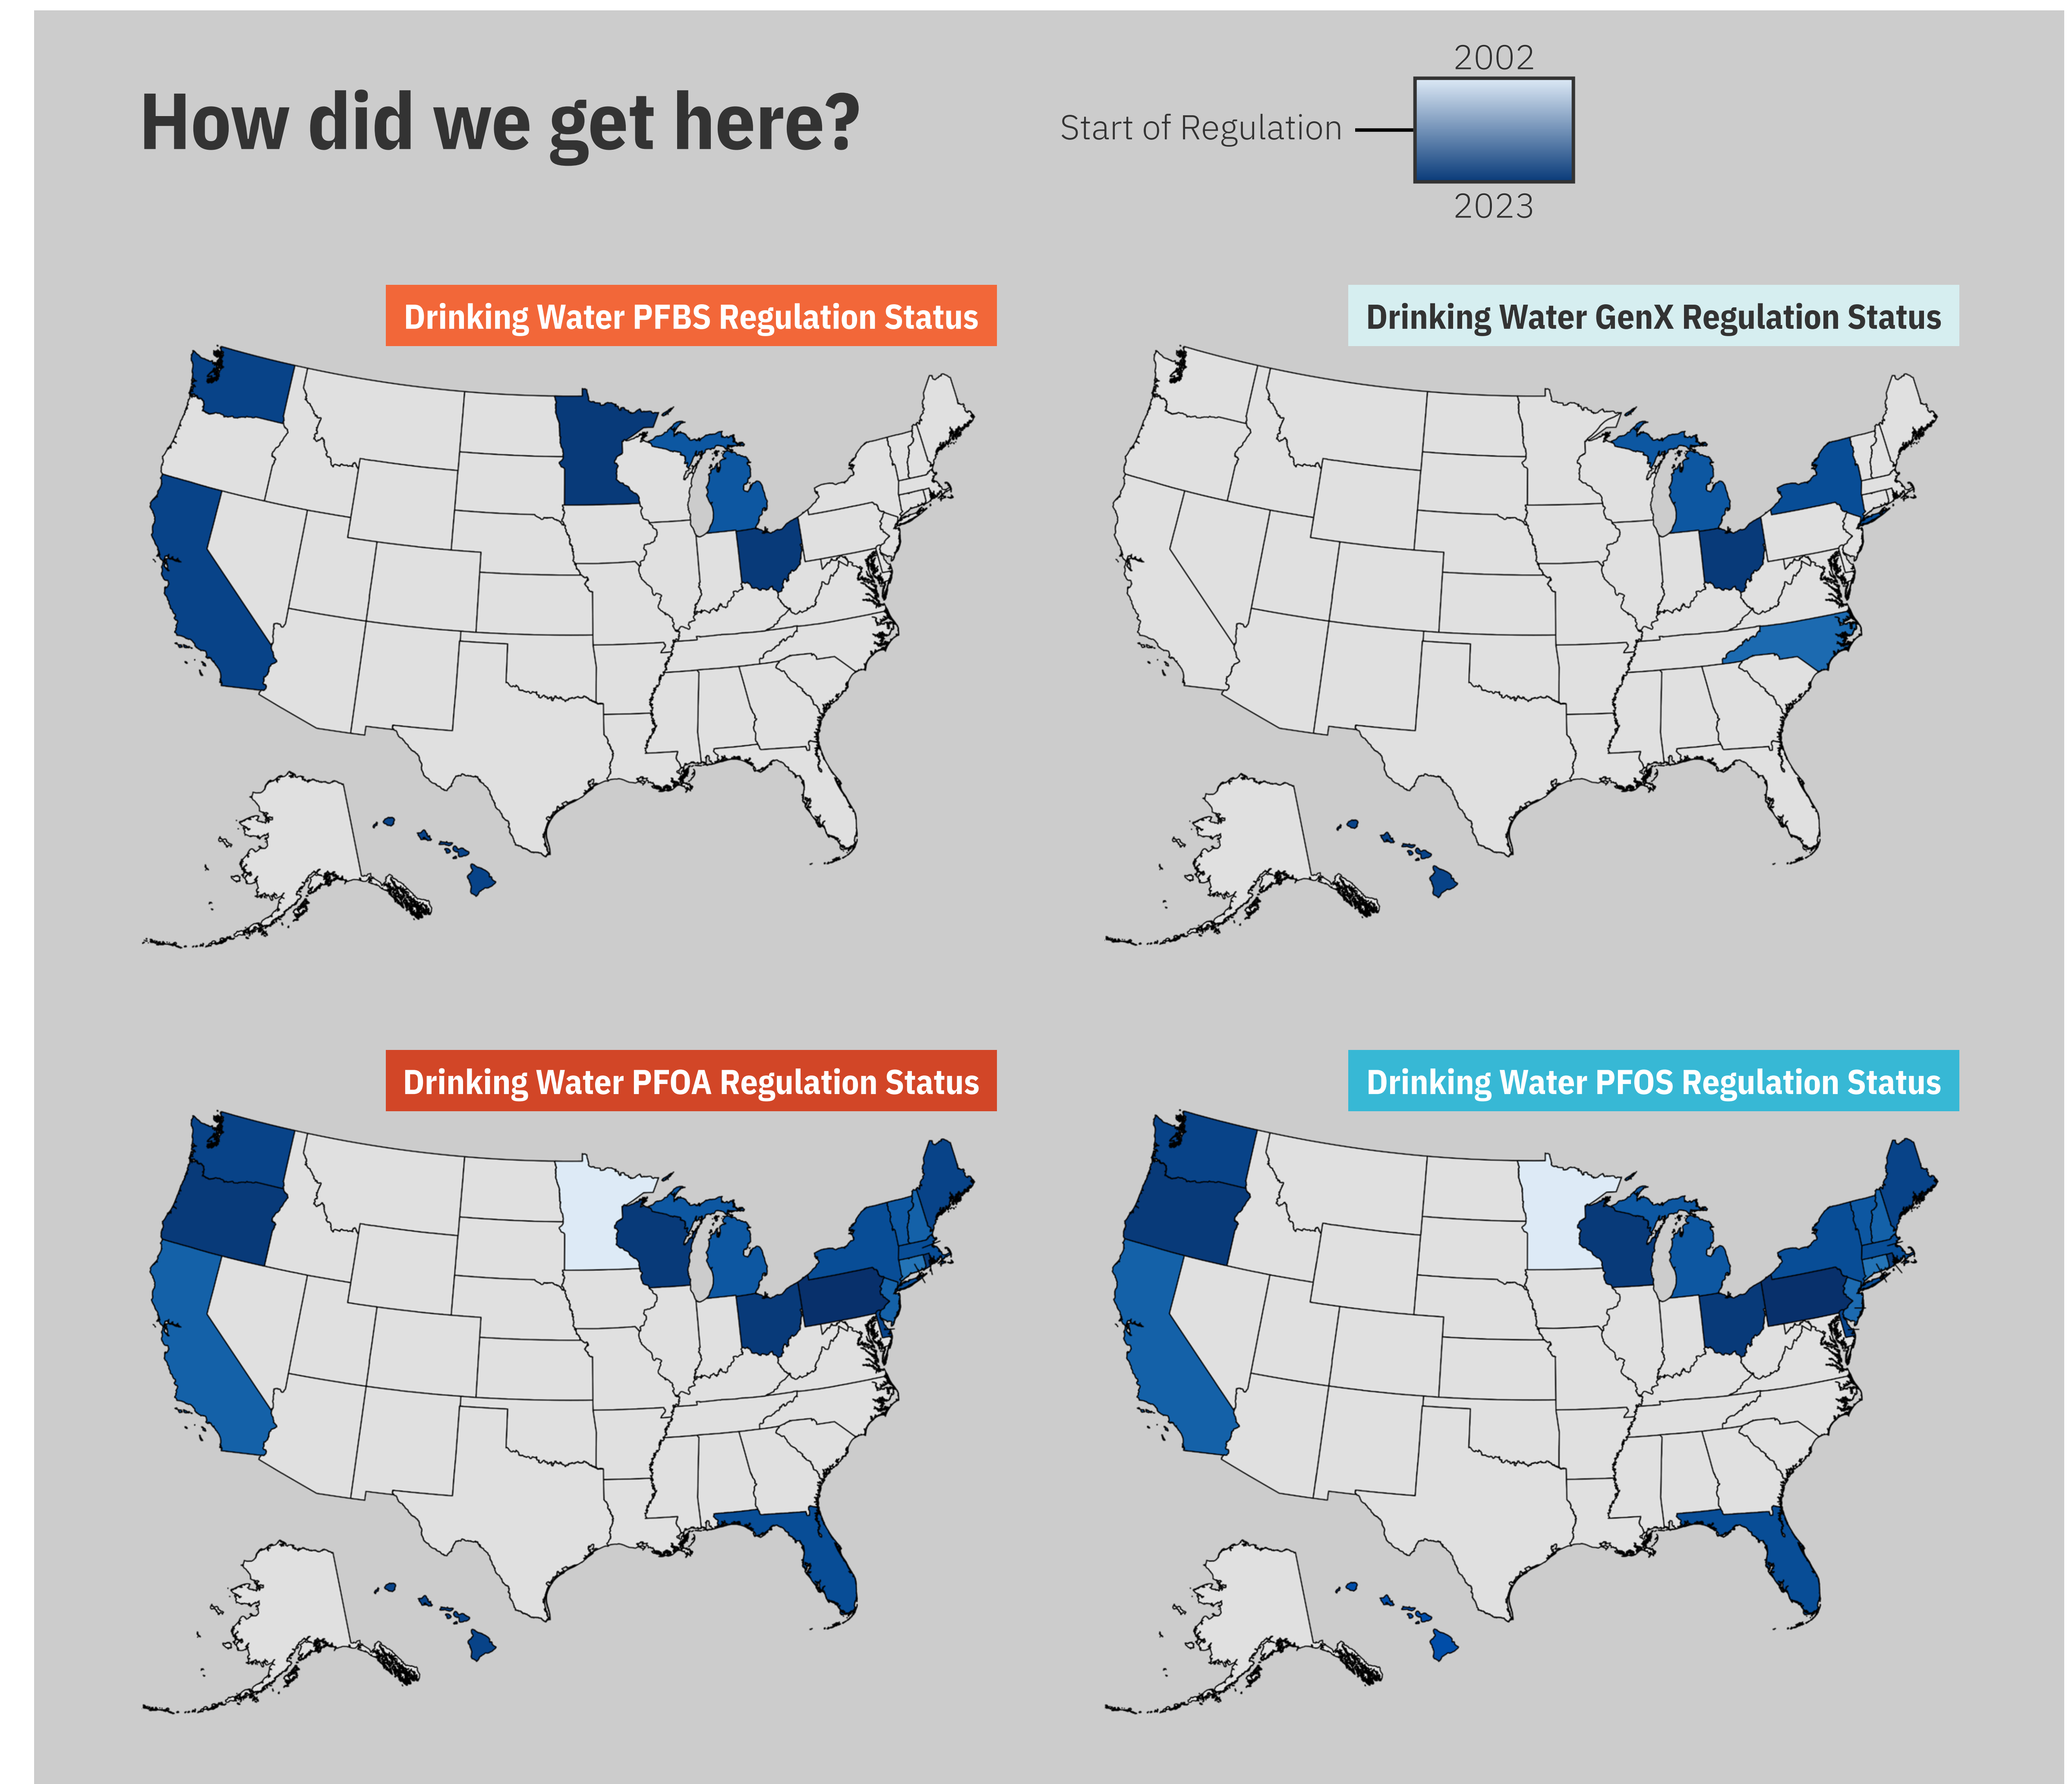 How did we get here?
2002
Start of Regulation
2023
Drinking Water PFBS Regulation Status
Drinking Water GenX Regulation Status
Drinking Water PFOA Regulation Status
Drinking Water PFOS Regulation Status